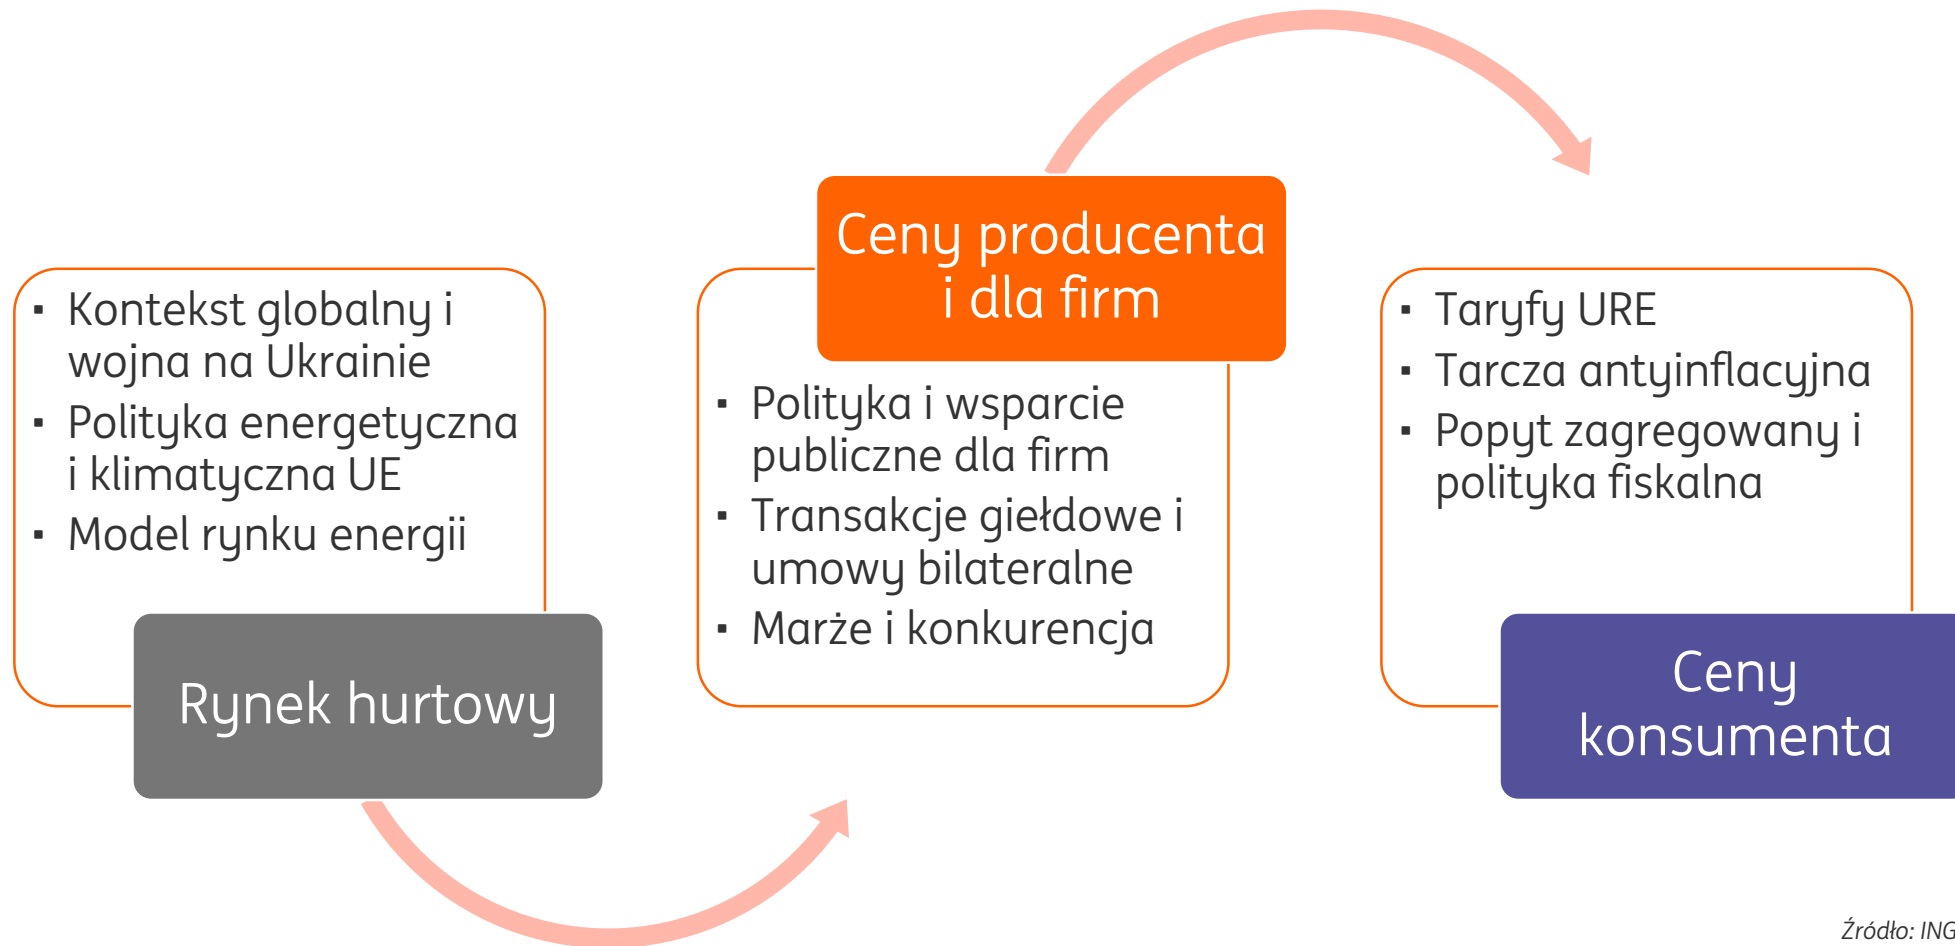 ▪ Kontekst globalny i
wojna na Ukrainie
▪ Polityka energetyczna
i klimatyczna UE
▪ Model rynku energii
Rynek hurtowy
Ceny producenta
i dla firm
▪ Polityka i wsparcie
publiczne dla firm
▪ Transakcje giełdowe i
umowy bilateralne
▪ Marże i konkurencja
▪ Taryfy URE
▪ Tarcza antyinflacyjna
▪ Popyt zagregowany i
polityka fiskalna
Ceny
konsumenta
Źródło: ING